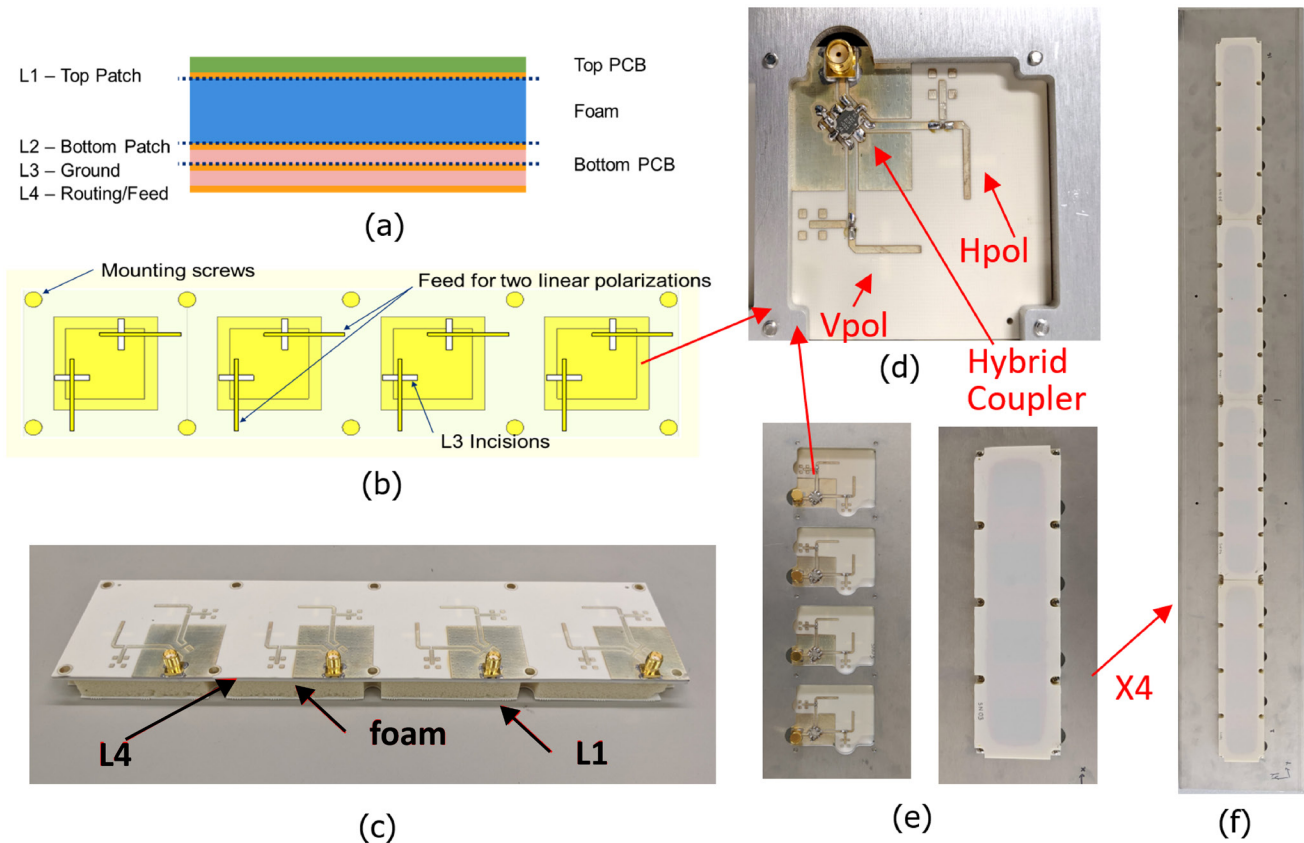 L1 – Top Patch
Top PCB
Foam
L2 – Bottom Patch
Bottom PCB
L3 – Ground
L4 – Routing/Feed
(a)
Mounting screws
Feed for two linear polarizations
L3 Incisions
(b)
L4
foam
L1
(c)
Hpol
Vpol
Hybrid
Coupler
(d)
(e)
X4
(f)